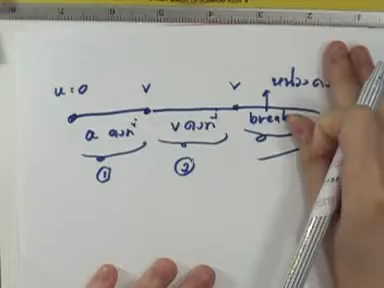 u = 0 v v
a คงที่ v คงที่ break
① ②